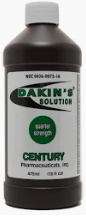 DAKIN'S
SOLUTION
quarter
strength
CENTURY
Pharmaceuticals, Inc.